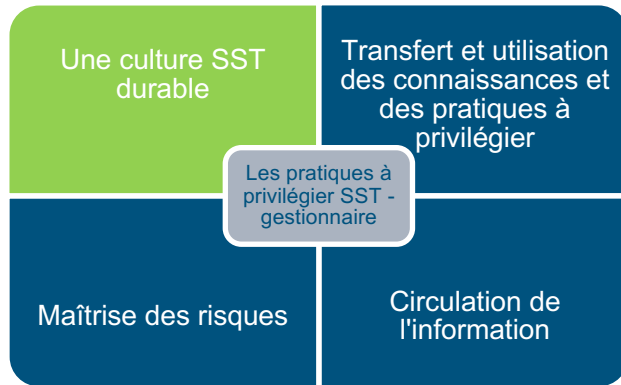 Une culture SST
durable
Transfert et utilisation
des connaissances et
des pratiques à
privilégier
Les pratiques à
privilégier SST -
gestionnaire
Maîtrise des risques
Circulation de
l'information